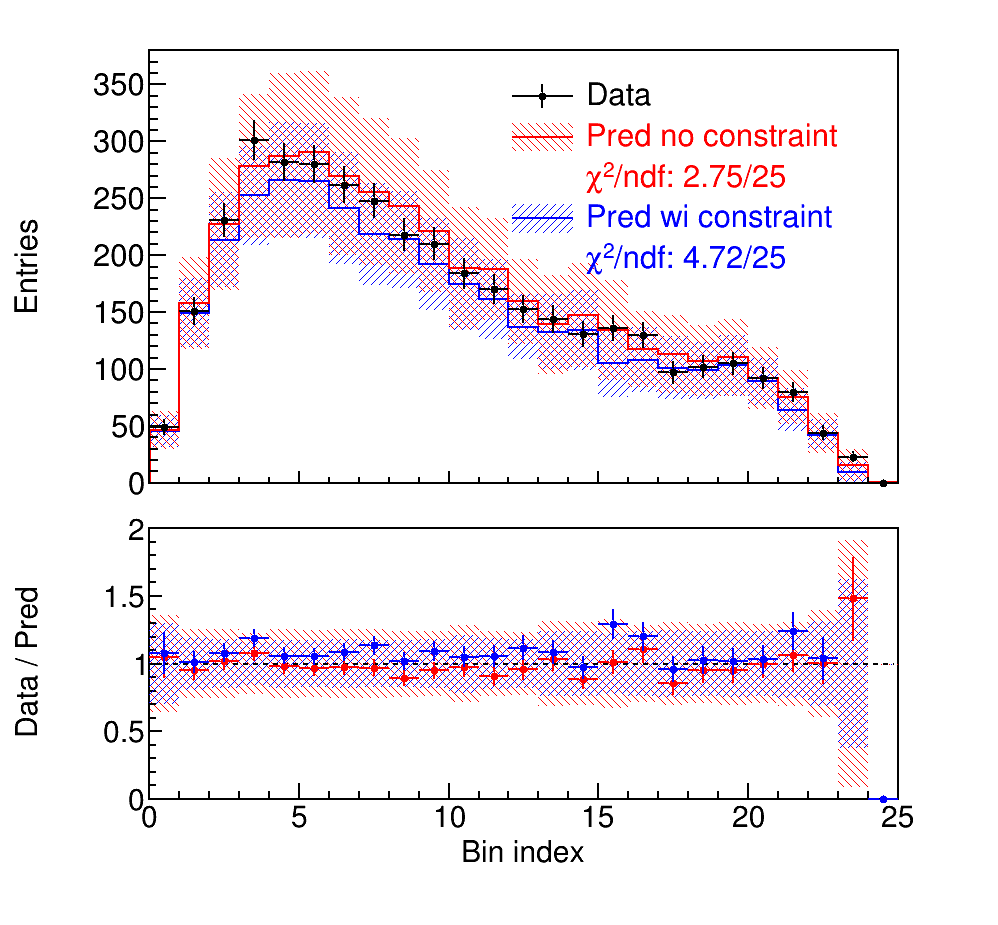 Entries
350
300
250
200
150
100
50
0
Data
Pred no constraint
χ²/ndf: 2.75/25
Pred wi constraint
χ²/ndf: 4.72/25
Data / Pred
2
1.5
1
0.5
0
0 5 10 15 20 25
Bin index